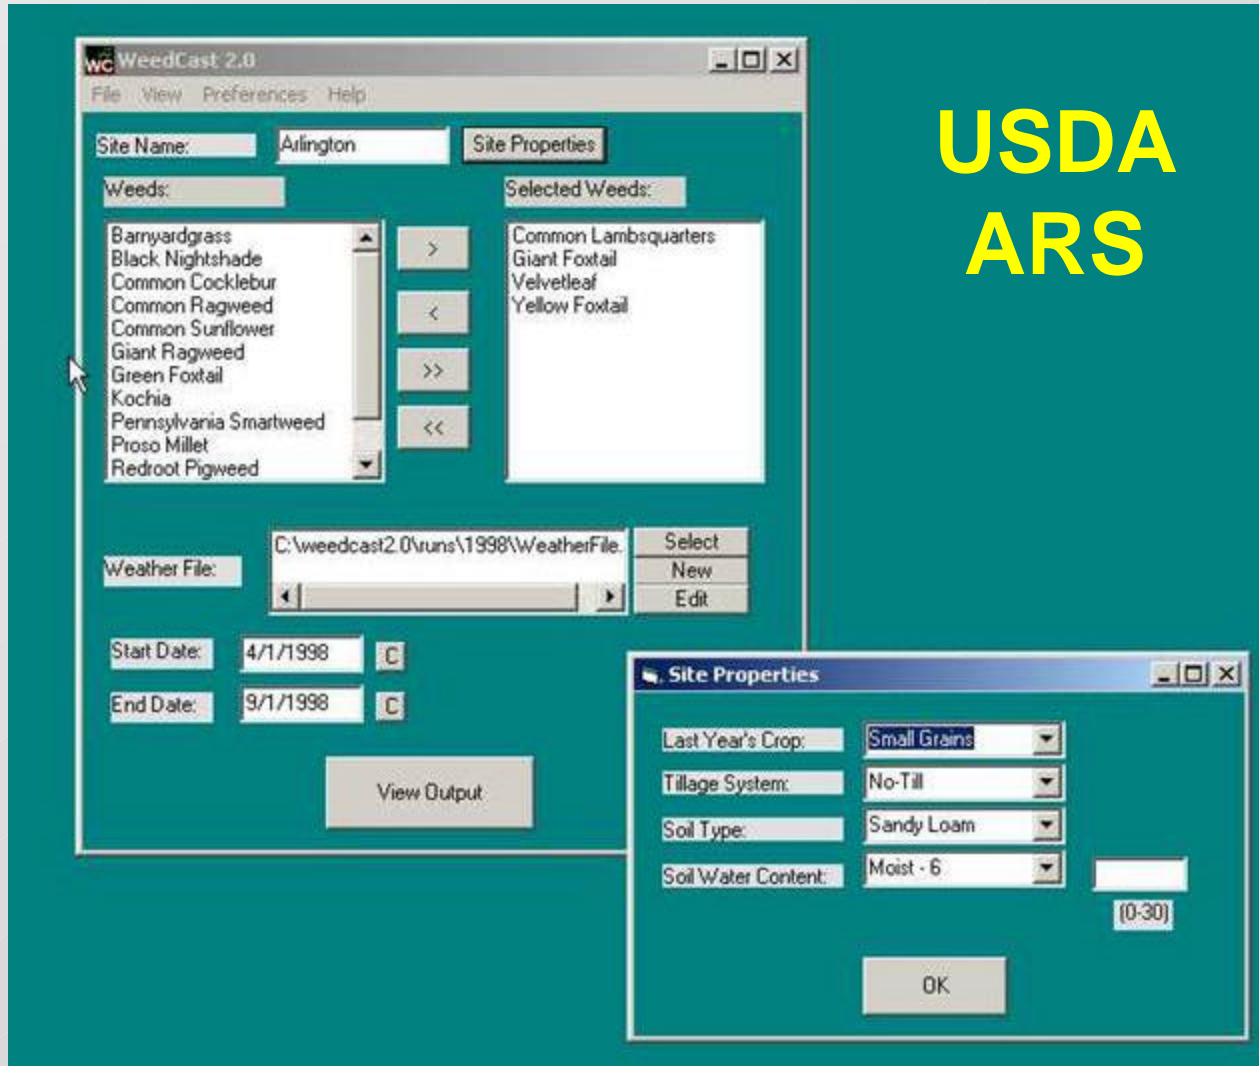 WC WeedCast 2.0
File View Preferences Help
USDA
ARS
Site Name: Arlington Site Properties
Weeds:
Barnyardgrass
Black Nightshade
Common Cocklebur
Common Ragweed
Common Sunflower
Giant Ragweed
Green Foxtail
Kochia
Pennsylvania Smartweed
Proso Millet
Redroot Pigweed
>
<
>>
<<
Selected Weeds:
Common Lambsquarters
Giant Foxtail
Velvetleaf
Yellow Foxtail
Weather File: C:\weedcast2.0\runs\1998\WeatherFile.
Select
New
Edit
Start Date: 4/1/1998 C
End Date: 9/1/1998 C
View Output
Site Properties
Last Year's Crop: Small Grains
Tillage System: No-Till
Soil Type: Sandy Loam
Soil Water Content: Moist - 6
(0-30)
OK